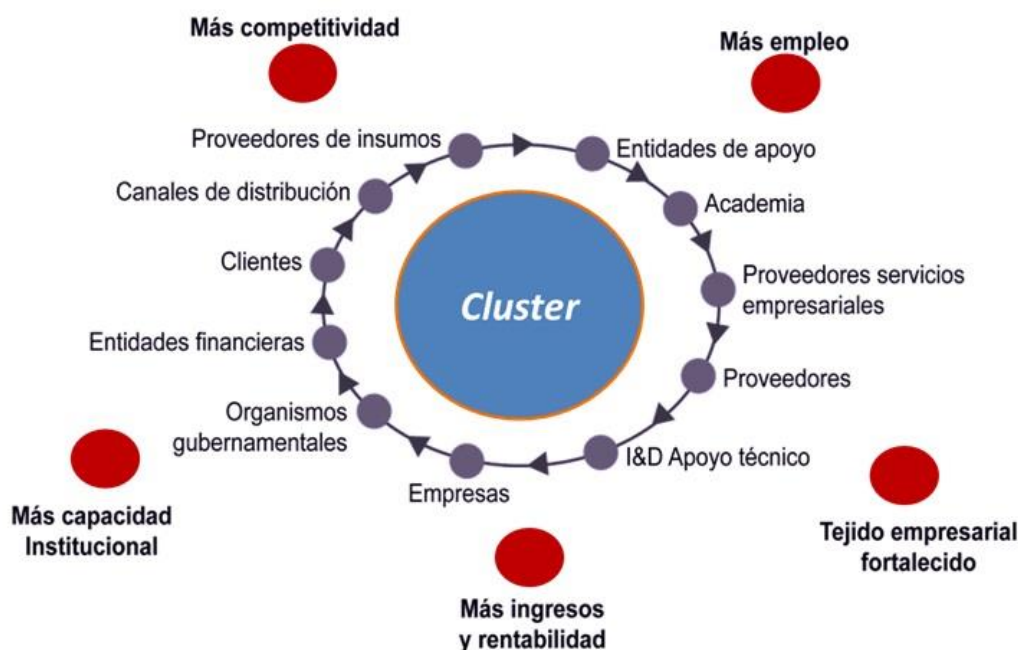 Más competitividad
Más empleo
Proveedores de insumos
Entidades de apoyo
Canales de distribución
Academia
Clientes
Proveedores servicios
empresariales
Cluster
Entidades financieras
Proveedores
Organismos
gubernamentales
I&D Apoyo técnico
Empresas
Más capacidad
Institucional
Tejido empresarial
fortalecido
Más ingresos
y rentabilidad